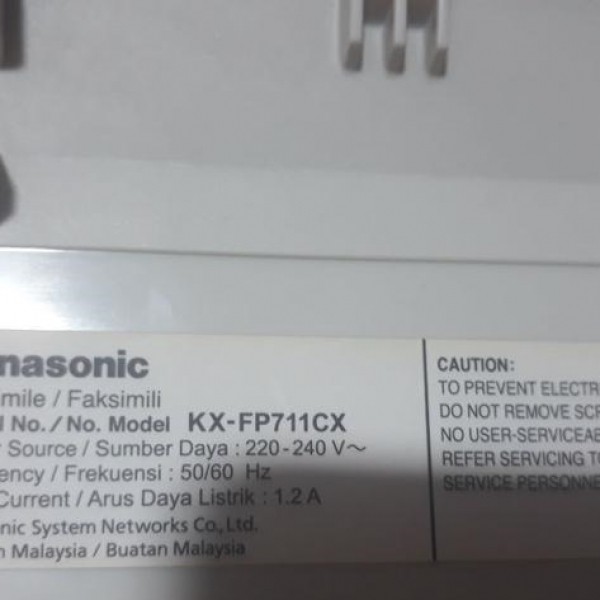 nasonic
mile / Faksimili
l No. / No. Model KX-FP711CX
Source / Sumber Daya : 220-240 V~
ency / Frekuensi : 50/60 Hz
Current / Arus Daya Listrik : 1.2 A
nic System Networks Co., Ltd.
n Malaysia / Buatan Malaysia
CAUTION:
TO PREVENT ELECTR
DO NOT REMOVE SCR
NO USER-SERVICEAB
REFER SERVICING TO
SERVICE PERSONNE